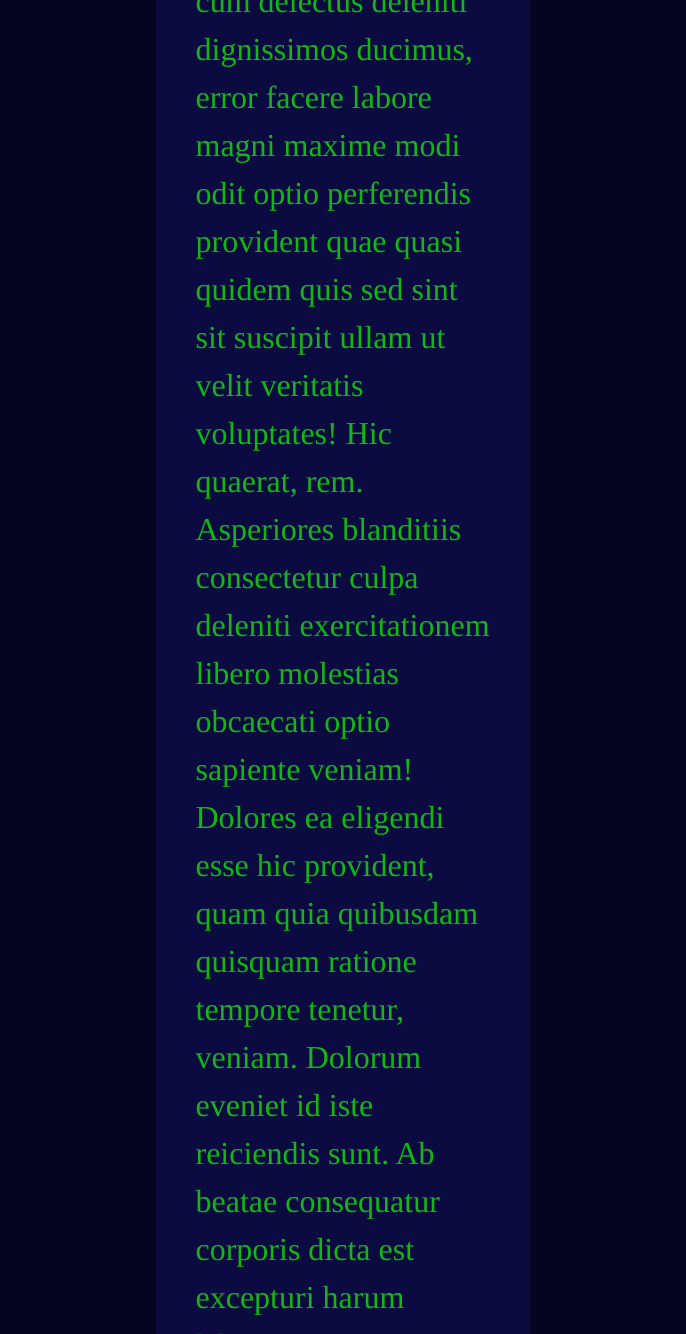 cum delectus deleniti
dignissimos ducimus,
error facere labore
magni maxime modi
odit optio perferendis
provident quae quasi
quidem quis sed sint
sit suscipit ullam ut
velit veritatis
voluptates! Hic
quaerat, rem.
Asperiores blanditiis
consectetur culpa
deleniti exercitationem
libero molestias
obcaecati optio
sapiente veniam!
Dolores ea eligendi
esse hic provident,
quam quia quibusdam
quisquam ratione
tempore tenetur,
veniam. Dolorum
eveniet id iste
reiciendis sunt. Ab
beatae consequatur
corporis dicta est
excepturi harum